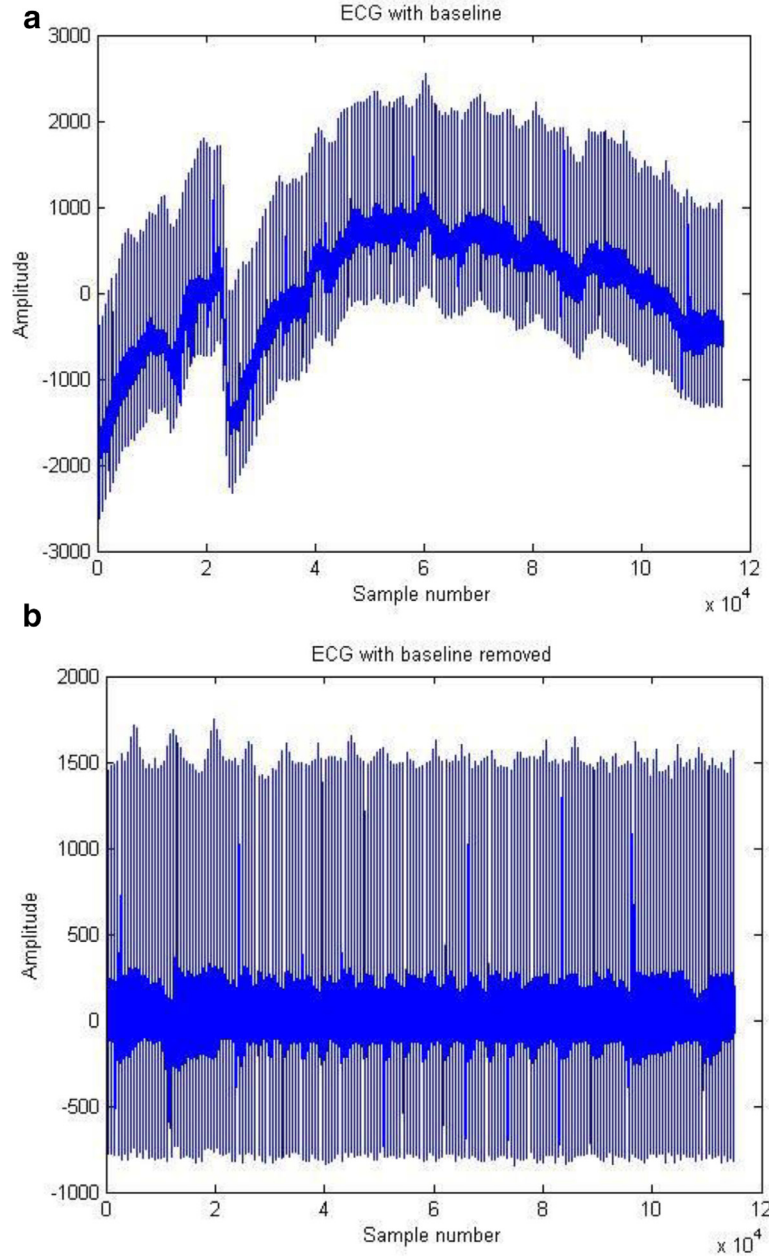 a
ECG with baseline
3000
2000
1000
0
-1000
-2000
-3000
Amplitude
0
2
4
6
8
10
12
Sample number
x 10^4
b
ECG with baseline removed
2000
1500
1000
500
0
-500
-1000
Amplitude
0
2
4
6
8
10
12
Sample number
x 10^4